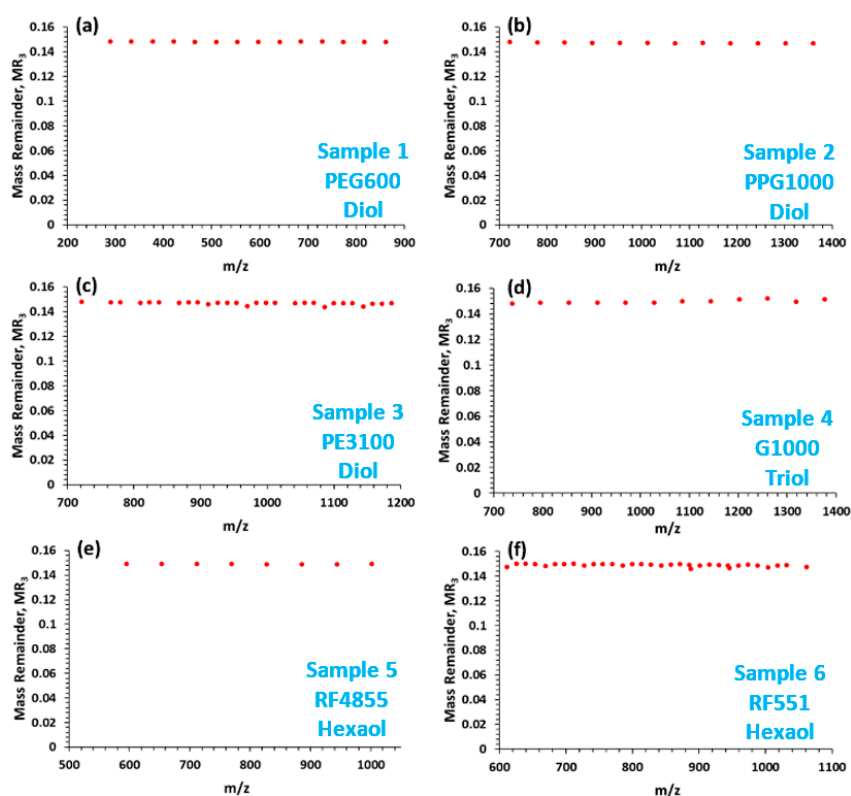 (a)
Mass Remainder, MR3
0.16
0.14
0.12
0.1
0.08
0.06
0.04
0.02
0
Sample 1
PEG600
Diol
200 300 400 500 600 700 800 900
m/z
(b)
Mass Remainder, MR3
0.16
0.14
0.12
0.1
0.08
0.06
0.04
0.02
0
Sample 2
PPG1000
Diol
700 800 900 1000 1100 1200 1300 1400
m/z
(c)
Mass Remainder, MR3
0.16
0.14
0.12
0.1
0.08
0.06
0.04
0.02
0
Sample 3
PE3100
Diol
700 800 900 1000 1100 1200
m/z
(d)
Mass Remainder, MR3
0.16
0.14
0.12
0.1
0.08
0.06
0.04
0.02
0
Sample 4
G1000
Triol
700 800 900 1000 1100 1200 1300 1400
m/z
(e)
Mass Remainder, MR3
0.16
0.14
0.12
0.1
0.08
0.06
0.04
0.02
0
Sample 5
RF4855
Hexaol
500 600 700 800 900 1000
m/z
(f)
Mass Remainder, MR3
0.16
0.14
0.12
0.1
0.08
0.06
0.04
0.02
0
Sample 6
RF551
Hexaol
600 700 800 900 1000 1100
m/z